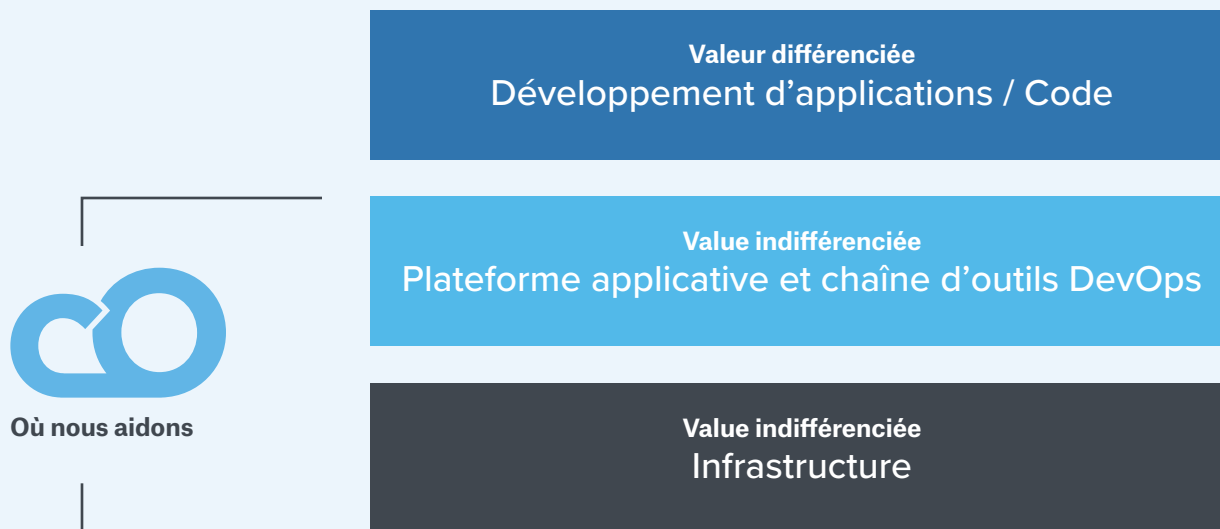 Valeur différenciée
Développement d’applications / Code
Value indifférenciée
Plateforme applicative et chaîne d’outils DevOps
Où nous aidons
Value indifférenciée
Infrastructure